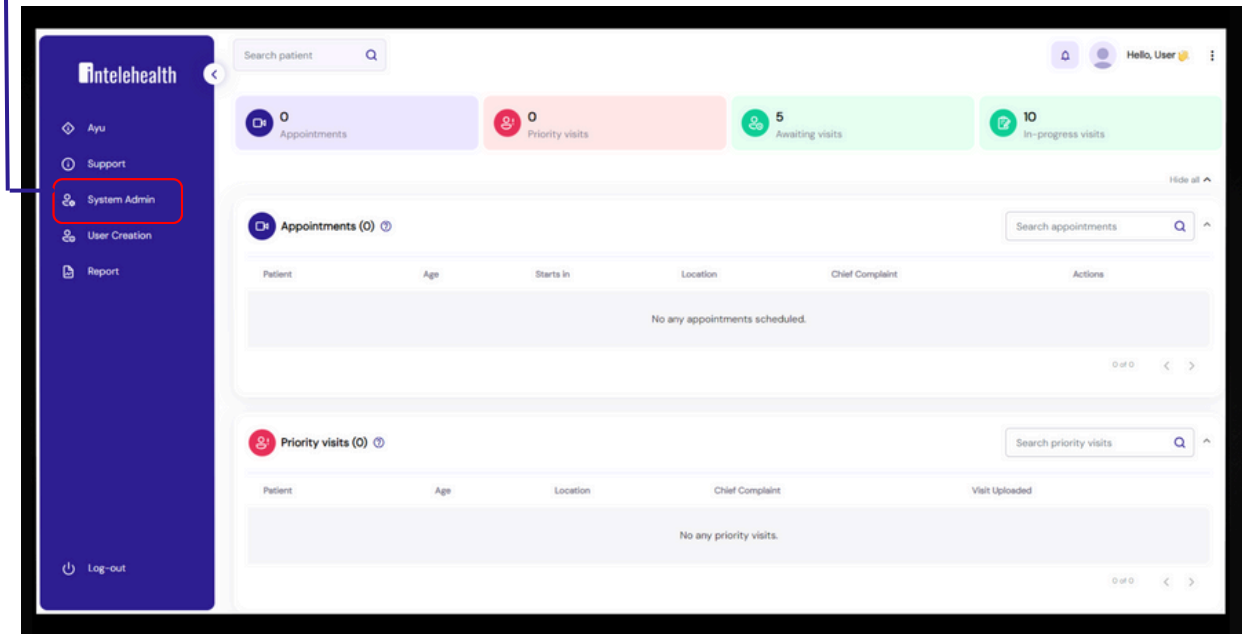 intelehealth
Search patient
Hello, User 👋
Ayu
Support
System Admin
User Creation
Report
Log-out
0
Appointments
0
Priority visits
5
Awaiting visits
10
In-progress visits
Hide all
Appointments (0)
Search appointments
Patient Age Starts in Location Chief Complaint Actions
No any appointments scheduled.
0 of 0
Priority visits (0)
Search priority visits
Patient Age Location Chief Complaint Visit Uploaded
No any priority visits.
0 of 0